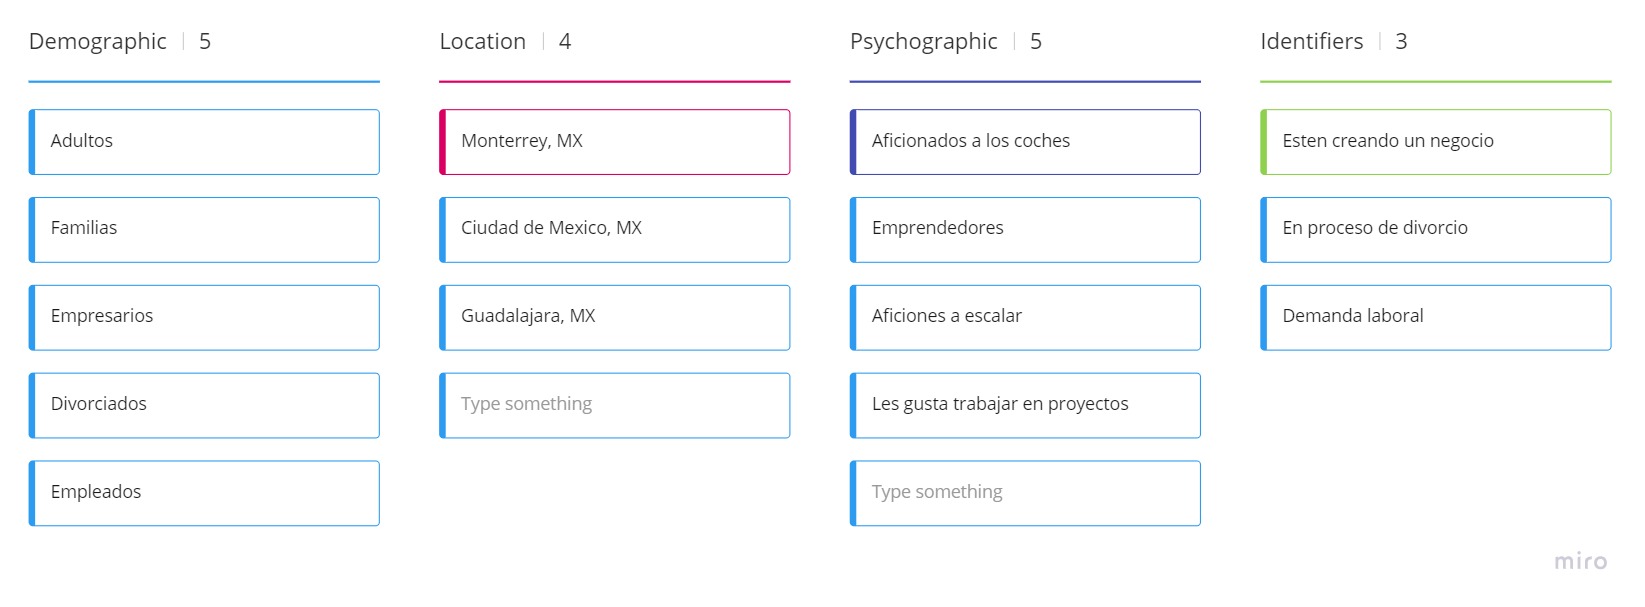 Demographic | 5
Adultos
Familias
Empresarios
Divorciados
Empleados
Location | 4
Monterrey, MX
Ciudad de Mexico, MX
Guadalajara, MX
Type something
Psychographic | 5
Aficionados a los coches
Emprendedores
Aficiones a escalar
Les gusta trabajar en proyectos
Type something
Identifiers | 3
Esten creando un negocio
En proceso de divorcio
Demanda laboral
miro